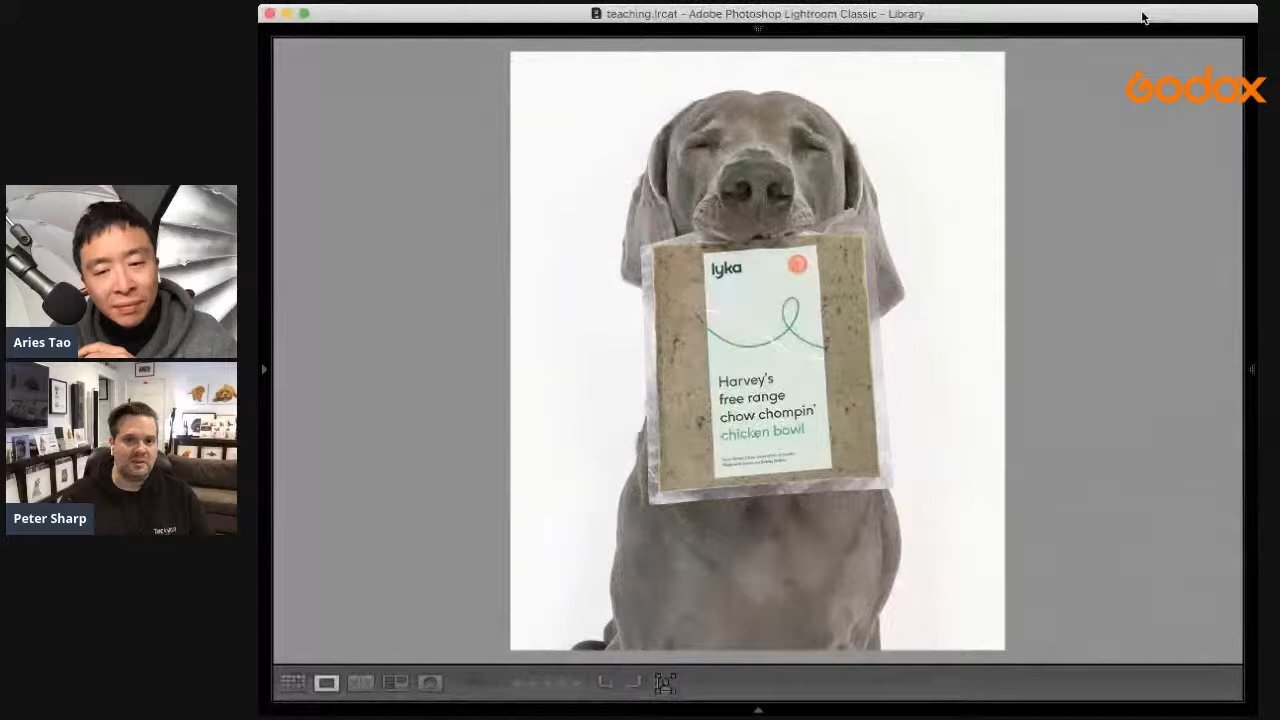 teaching.lrcat - Adobe Photoshop Lightroom Classic - Library
Godox
lyka
Harvey's
free range
chow chompin'
chicken bowl
Aries Tao
Peter Sharp